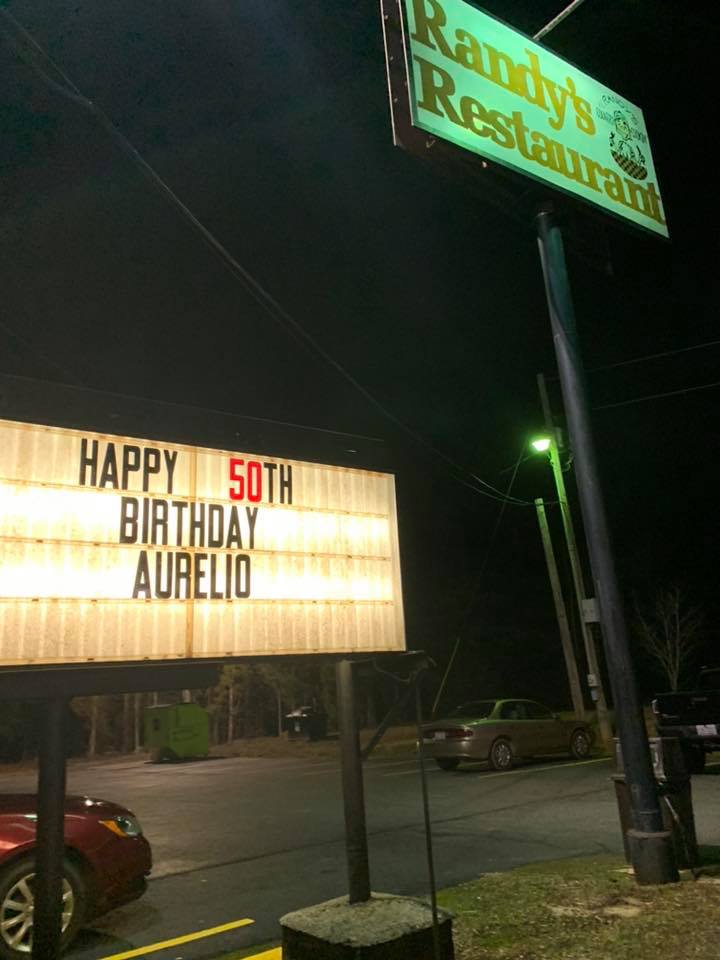 Randy's
Restaurant
HAPPY 50TH
BIRTHDAY
AURELIO